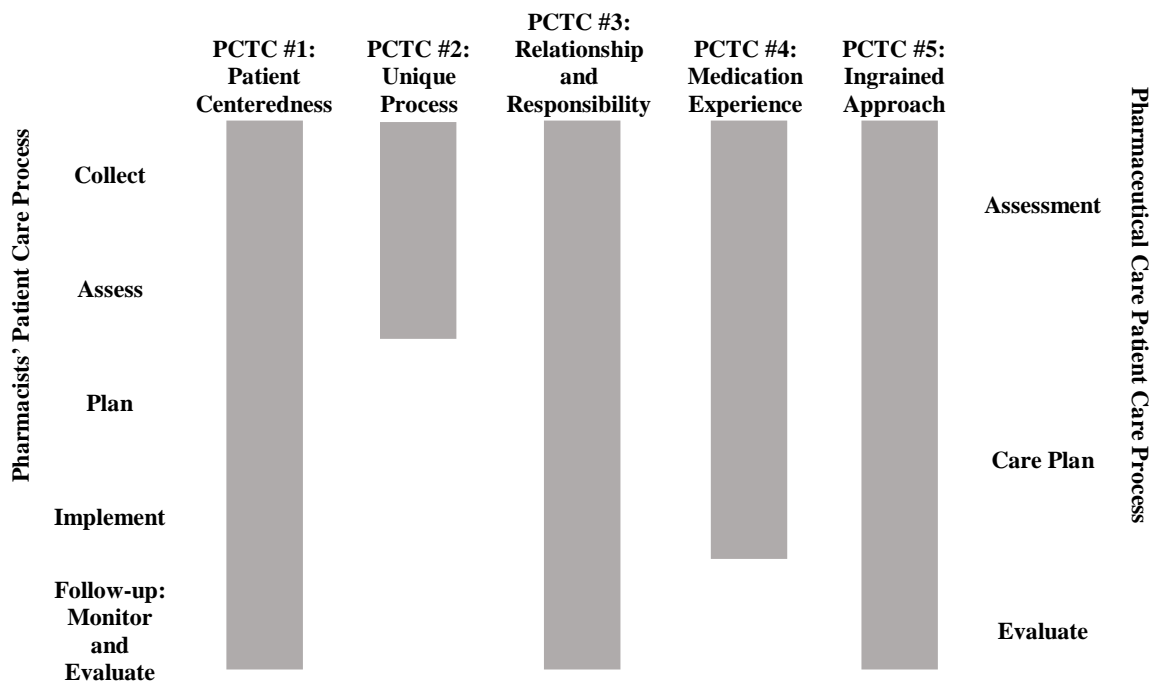 PCTC #1:
Patient
Centeredness
PCTC #2:
Unique
Process
PCTC #3:
Relationship
and
Responsibility
PCTC #4:
Medication
Experience
PCTC #5:
Ingrained
Approach
Pharmacists’ Patient Care Process
Collect
Assess
Plan
Implement
Follow-up:
Monitor
and
Evaluate
Assessment
Care Plan
Evaluate
Pharmaceutical Care Patient Care Process